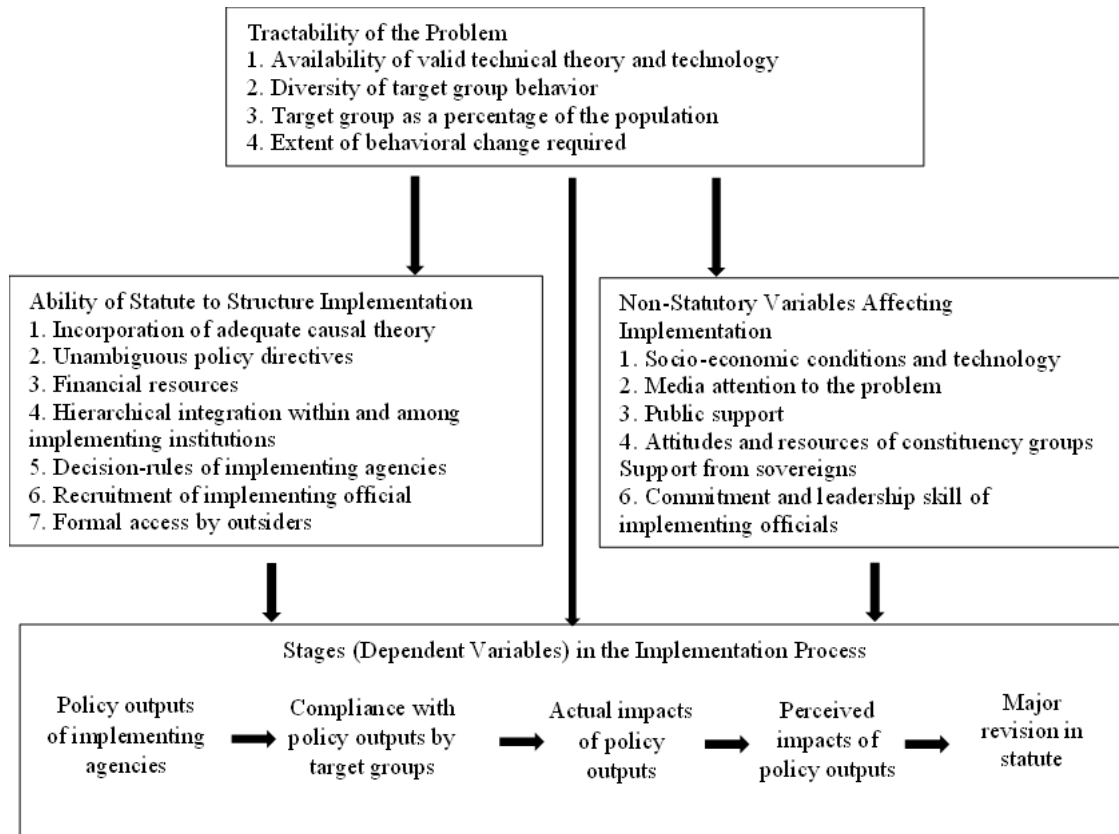 Tractability of the Problem
1. Availability of valid technical theory and technology
2. Diversity of target group behavior
3. Target group as a percentage of the population
4. Extent of behavioral change required
Ability of Statute to Structure Implementation
1. Incorporation of adequate causal theory
2. Unambiguous policy directives
3. Financial resources
4. Hierarchical integration within and among
implementing institutions
5. Decision-rules of implementing agencies
6. Recruitment of implementing official
7. Formal access by outsiders
Non-Statutory Variables Affecting
Implementation
1. Socio-economic conditions and technology
2. Media attention to the problem
3. Public support
4. Attitudes and resources of constituency groups
Support from sovereigns
6. Commitment and leadership skill of
implementing officials
Stages (Dependent Variables) in the Implementation Process
Policy outputs
of implementing
agencies
Compliance with
policy outputs by
target groups
Actual impacts
of policy
outputs
Perceived
impacts of
policy outputs
Major
revision in
statute